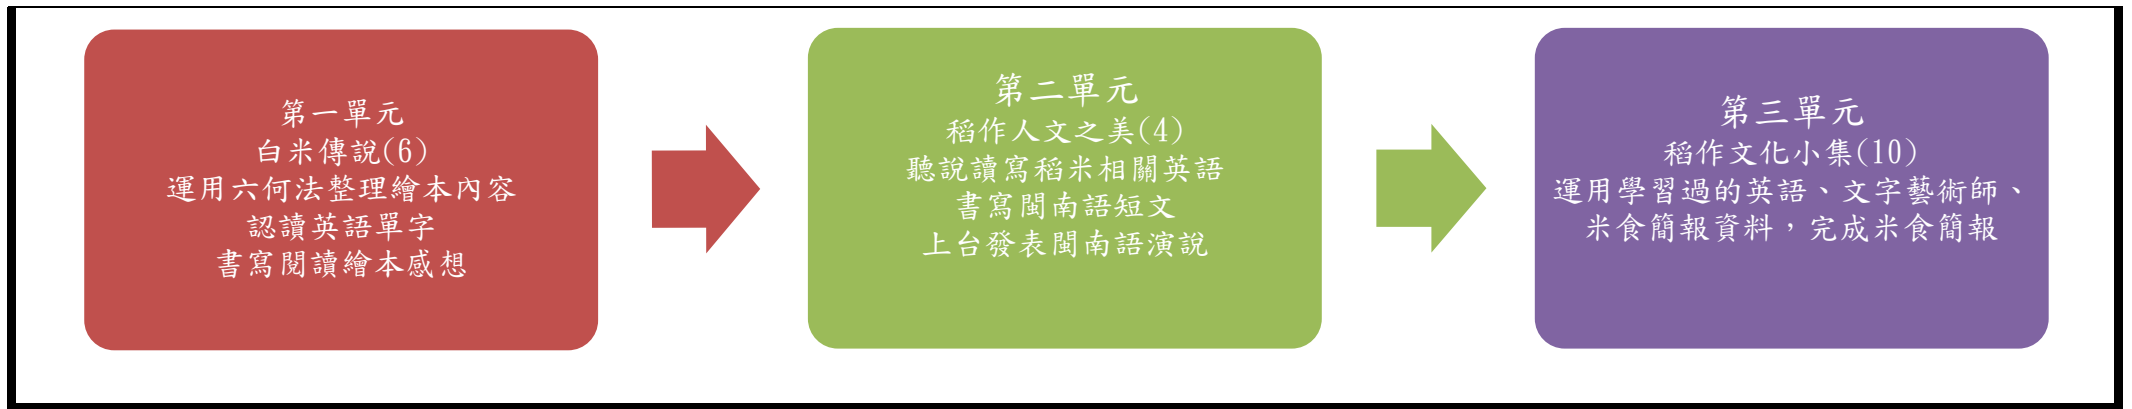 第一單元
白米傳說(6)
運用六何法整理繪本內容
認讀英語單字
書寫閱讀繪本感想
第二單元
稻作人文之美(4)
聽說讀寫稻米相關英語
書寫閩南語短文
上台發表閩南語演說
第三單元
稻作文化小集(10)
運用學習過的英語、文字藝術師、
米食簡報資料，完成米食簡報